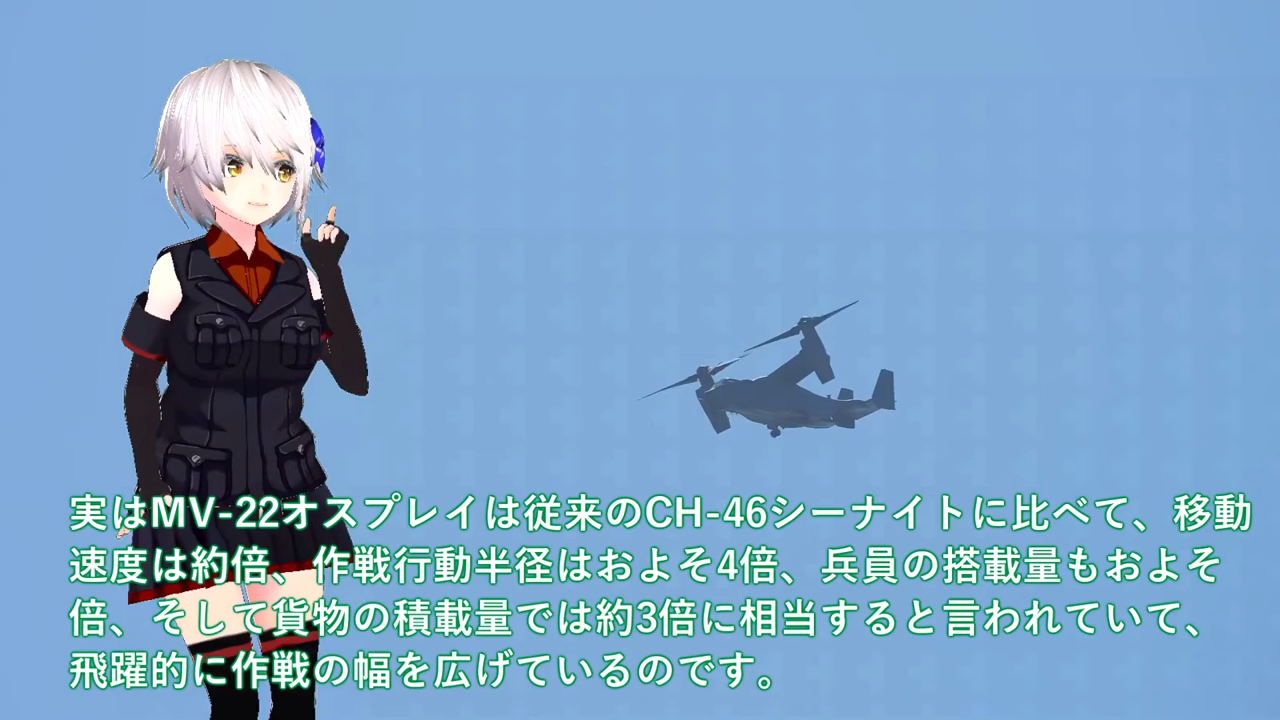 実はMV-22オスプレイは従来のCH-46シーナイトに比べて、移動
速度は約倍、作戦行動半径はおよそ4倍、兵員の搭載量もおよそ
倍、そして貨物の積載量では約3倍に相当すると言われていて、
飛躍的に作戦の幅を広げているのです。